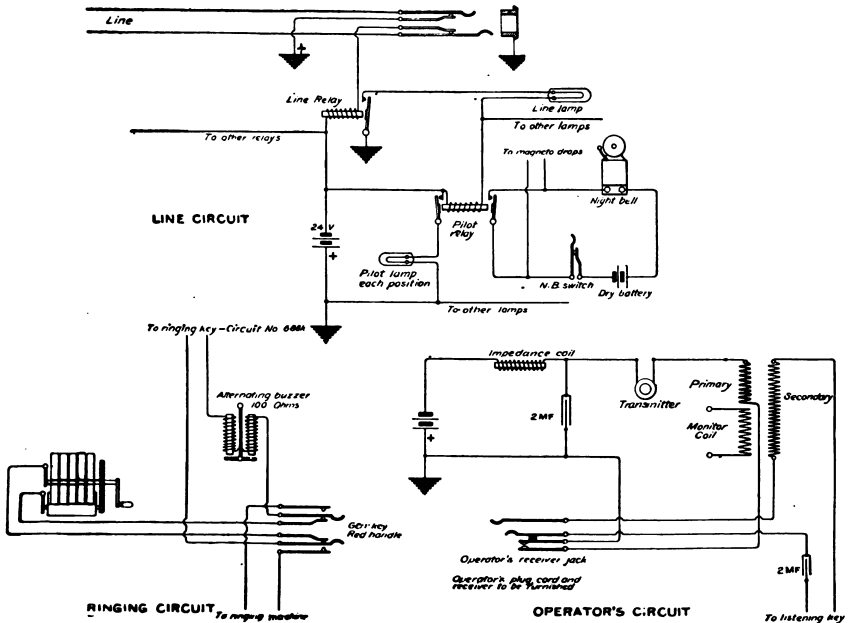 Line
+
Line Relay
Line lamp
To other relays
To other lamps
To magneto drops
LINE CIRCUIT
24 V
+
Pilot relay
Night bell
Pilot lamp
each position
N.B. switch
Dry battery
To other lamps
To ringing key-Circuit No 686A
Alternating buzzer
100 Ohms
Impedance coil
Primary
Secondary
Transmitter
2 MF
Monitor
Coil
+
Gen key
Red handle
Operator's receiver jack
Operator's plug cord and
receiver to be furnished
2 MF
RINGING CIRCUIT
To ringing machine
OPERATOR'S CIRCUIT
To listening key